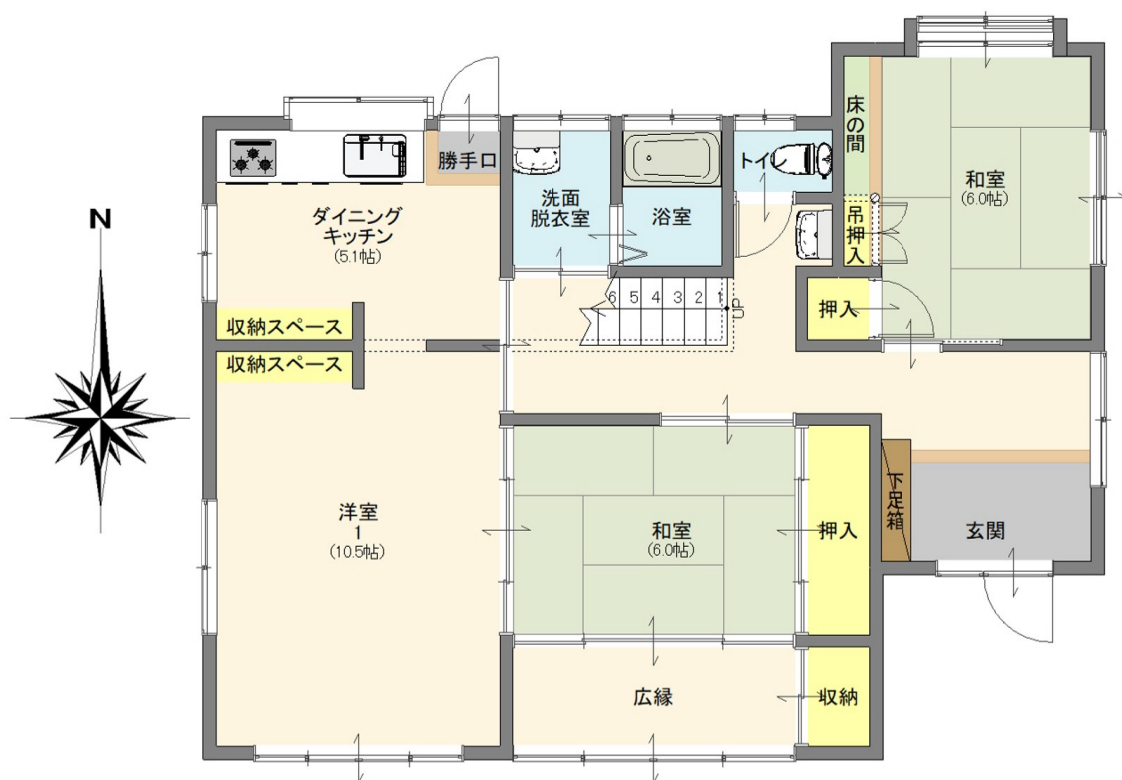 N
勝手口
ダイニング
キッチン
(5.1帖)
収納スペース
収納スペース
洗面
脱衣室
浴室
トイレ
床の間
吊押入
和室
(6.0帖)
押入
6 5 4 3 2 1
UP
洋室
1
(10.5帖)
和室
(6.0帖)
押入
下足箱
玄関
広縁
収納